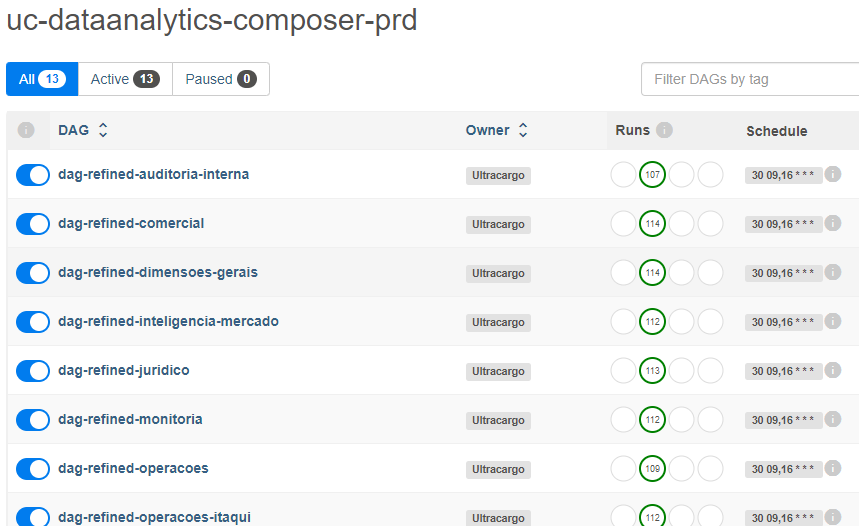 uc-dataanalytics-composer-prd
All 13 Active 13 Paused 0 Filter DAGs by tag
i DAG Owner Runs i Schedule
dag-refined-auditoria-interna Ultracargo 107 30 09,16 * * * i
dag-refined-comercial Ultracargo 114 30 09,16 * * * i
dag-refined-dimensoes-gerais Ultracargo 114 30 09,16 * * * i
dag-refined-inteligencia-mercado Ultracargo 112 30 09,16 * * * i
dag-refined-juridico Ultracargo 113 30 09,16 * * * i
dag-refined-monitoria Ultracargo 112 30 09,16 * * * i
dag-refined-operacoes Ultracargo 109 30 09,16 * * * i
dag-refined-operacoes-itaqui Ultracargo 112 30 09,16 * * * i